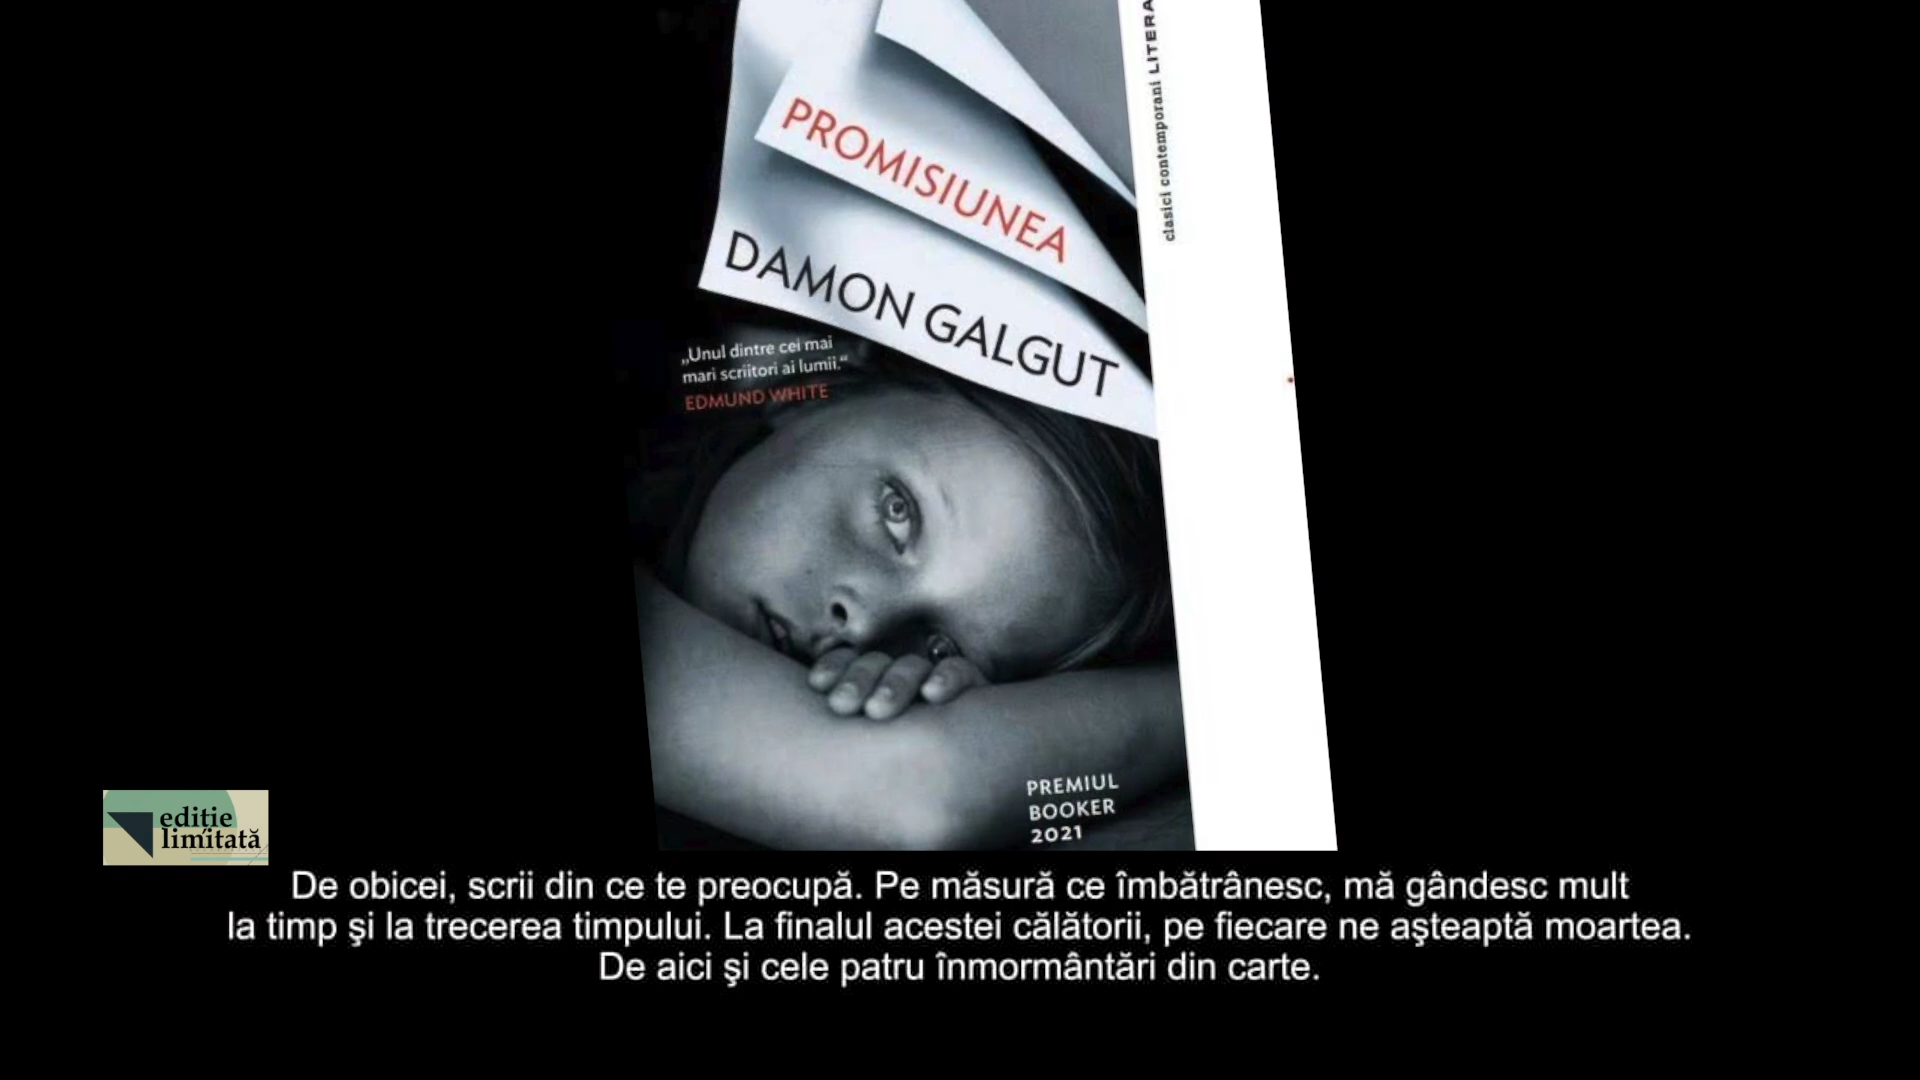 clasici contemporani
PROMISIUNEA
DAMON GALGUT
„Unul dintre cei mai
mari scriitori ai lumii.“
EDMUND WHITE
PREMIUL
BOOKER
2021
ediție
limitată
De obicei, scrii din ce te preocupă. Pe măsură ce îmbătrânesc, mă gândesc mult
la timp şi la trecerea timpului. La finalul acestei călătorii, pe fiecare ne aşteaptă moartea.
De aici şi cele patru înmormântări din carte.